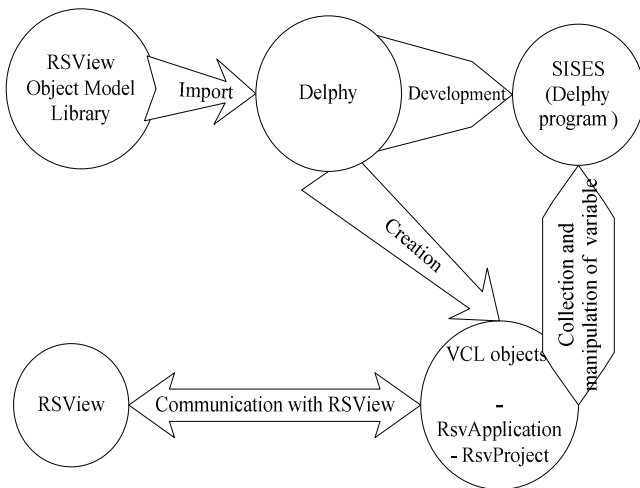 RSView
Object Model
Library
Import
Delphy
Development
SISES
(Delphy
program )
Creation
Collection and
manipulation of variable
VCL objects
-
RsvApplication
- RsvProject
RSView
Communication with RSView